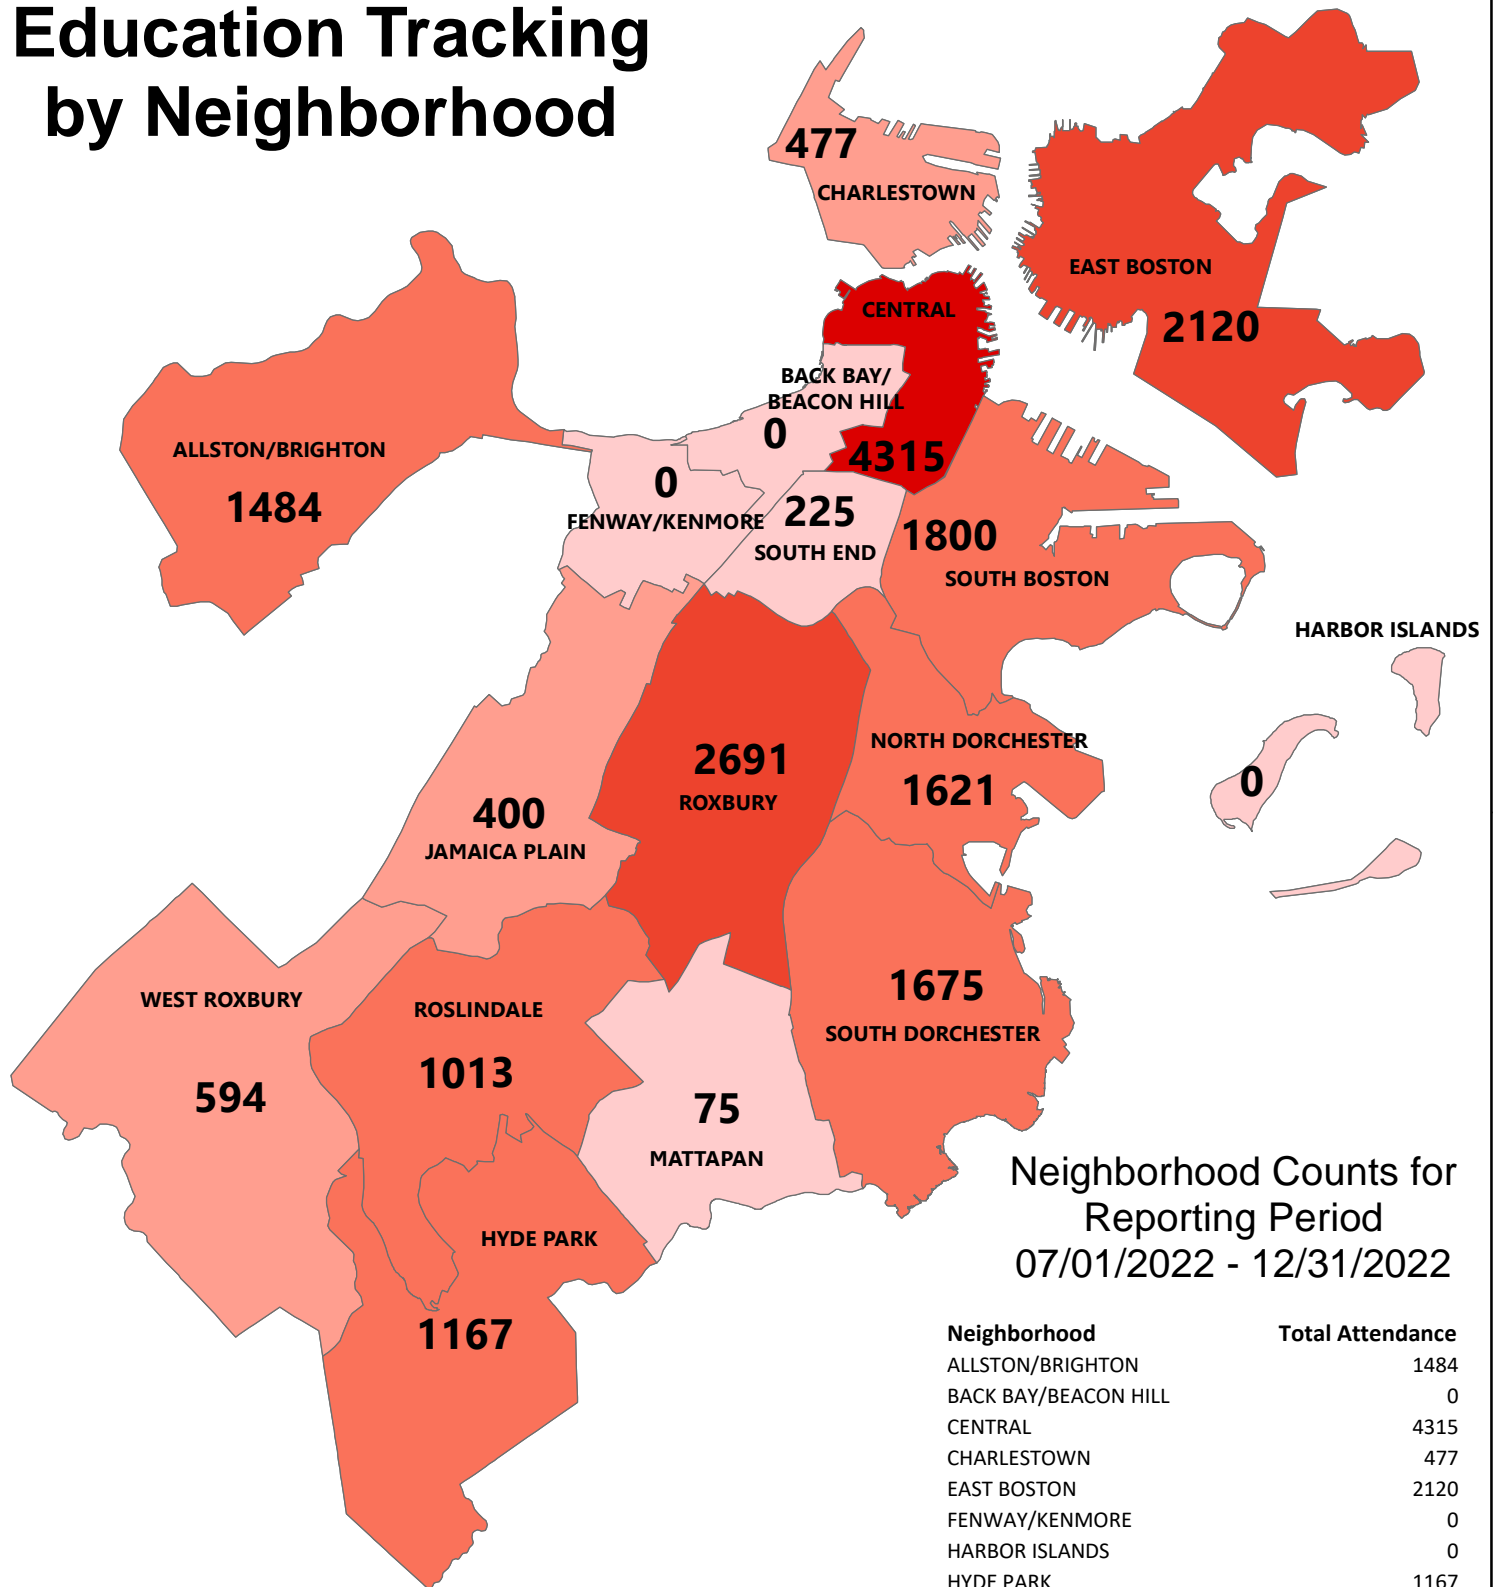 Education Tracking
by Neighborhood
477
CHARLESTOWN
EAST BOSTON
2120
CENTRAL
BACK BAY/
BEACON HILL
0
4315
ALLSTON/BRIGHTON
1484
0
FENWAY/KENMORE
225
SOUTH END
1800
SOUTH BOSTON
HARBOR ISLANDS
0
2691
ROXBURY
NORTH DORCHESTER
1621
400
JAMAICA PLAIN
WEST ROXBURY
594
ROSLINDALE
1013
1675
SOUTH DORCHESTER
75
MATTAPAN
HYDE PARK
1167
Neighborhood Counts for
Reporting Period
07/01/2022 - 12/31/2022
Neighborhood Total Attendance
ALLSTON/BRIGHTON 1484
BACK BAY/BEACON HILL 0
CENTRAL 4315
CHARLESTOWN 477
EAST BOSTON 2120
FENWAY/KENMORE 0
HARBOR ISLANDS 0
HYDE PARK 1167